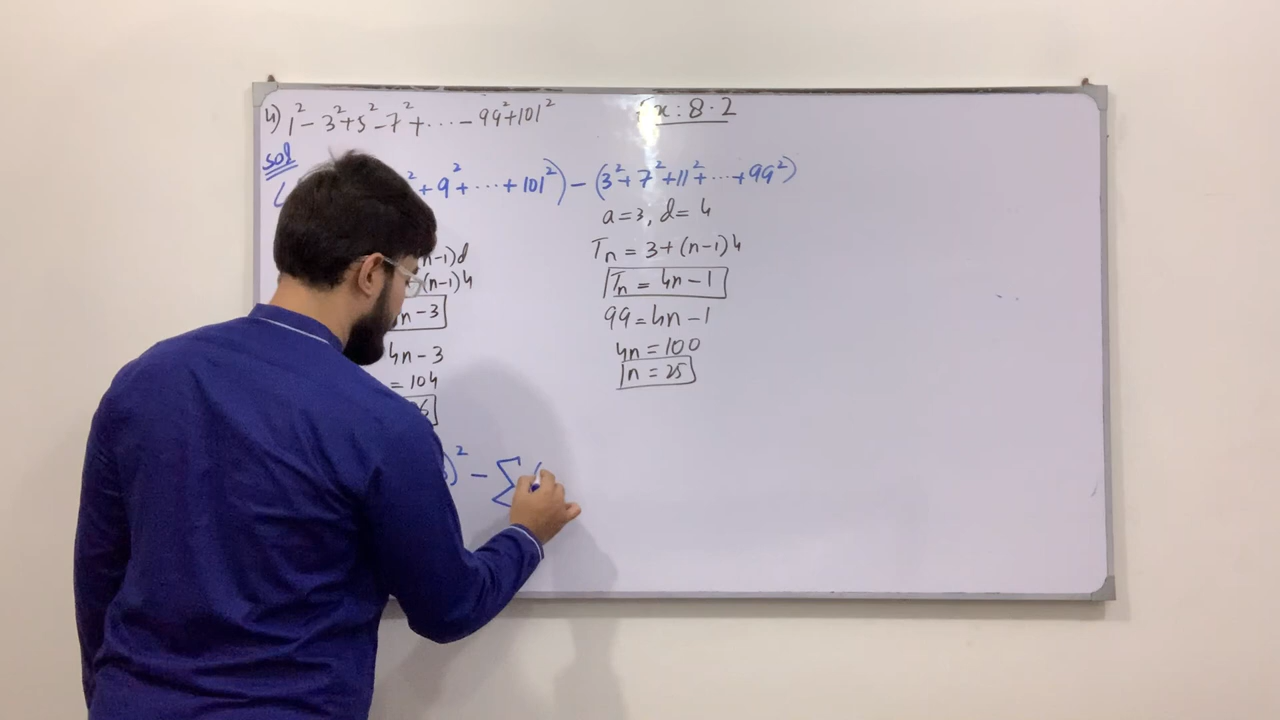 4) 1² - 3² + 5² - 7² + ... - 99² + 101²
Ex: 8.2
sol
² + 9² + ... + 101²) - (3² + 7² + 11² + ... + 99²)
n-1)d
(n-1)4
n - 3
4n - 3
= 104
6
a = 3, d = 4
Tn = 3 + (n-1)4
Tn = 4n - 1
99 = 4n - 1
4n = 100
n = 25
)² - ∑ (